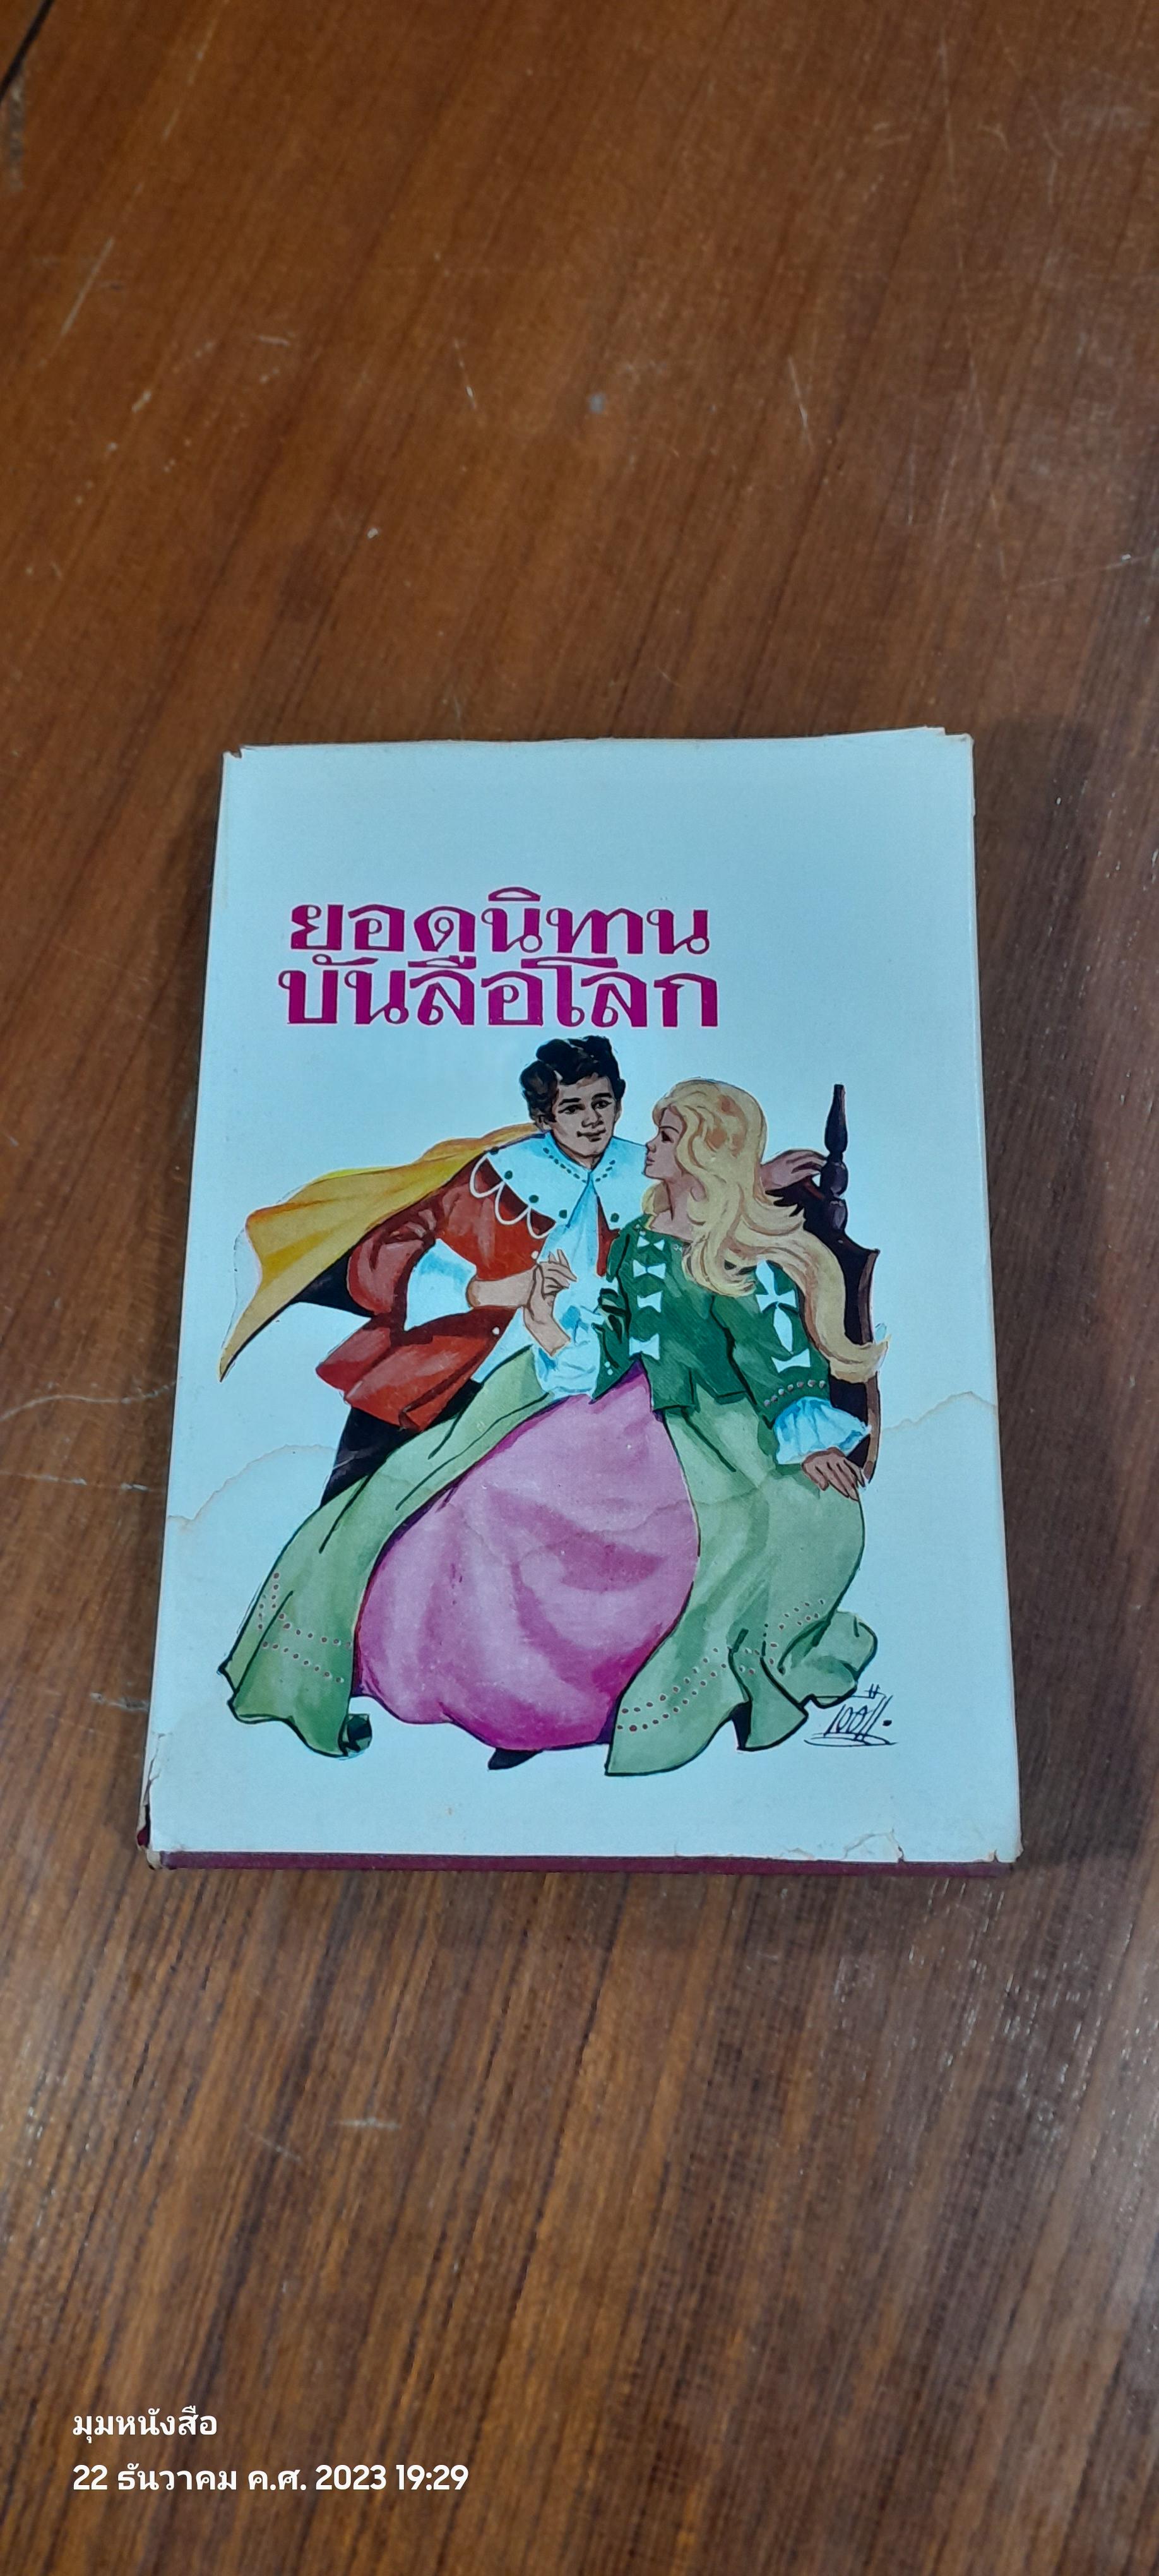 ยอดนิทาน
บันลือโลก
มุมหนังสือ
22 ธันวาคม ค.ศ. 2023 19:29